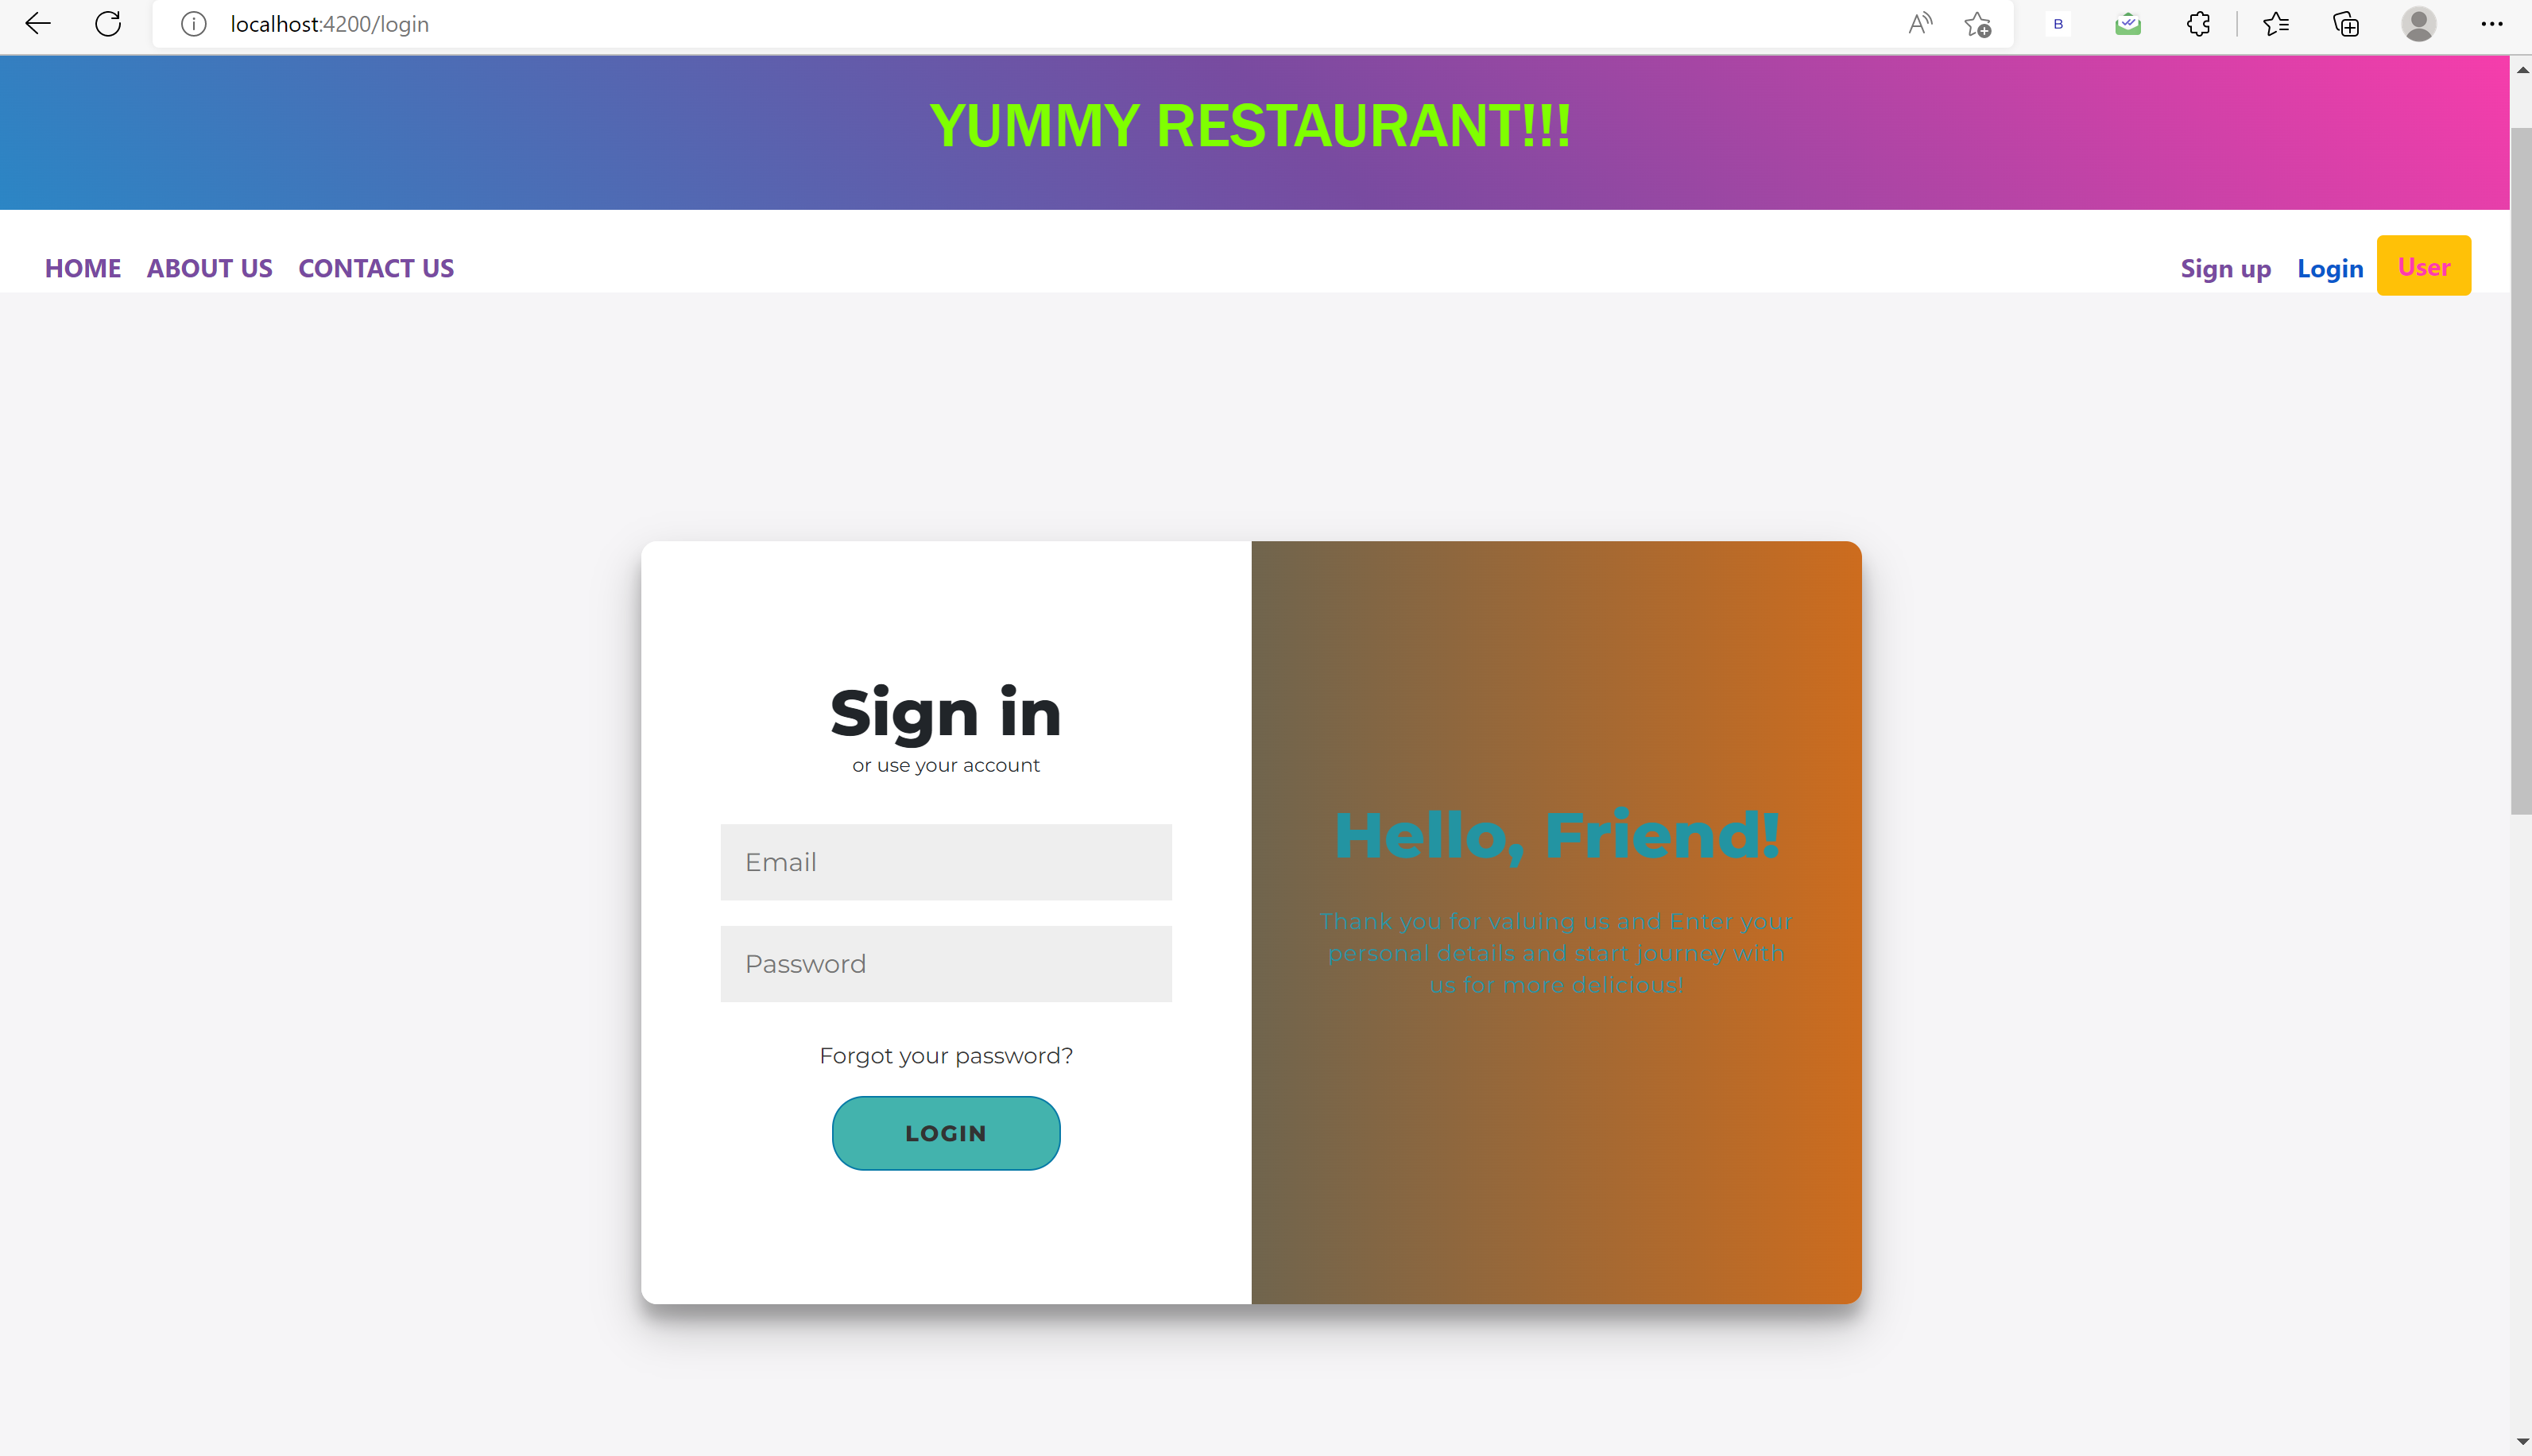 localhost:4200/login
B
YUMMY RESTAURANT!!!
HOME ABOUT US CONTACT US Sign up Login User
Sign in
or use your account
Email
Password
Forgot your password?
LOGIN
Hello, Friend!
Thank you for valuing us and Enter your
personal details and start journey with
us for more delicious!